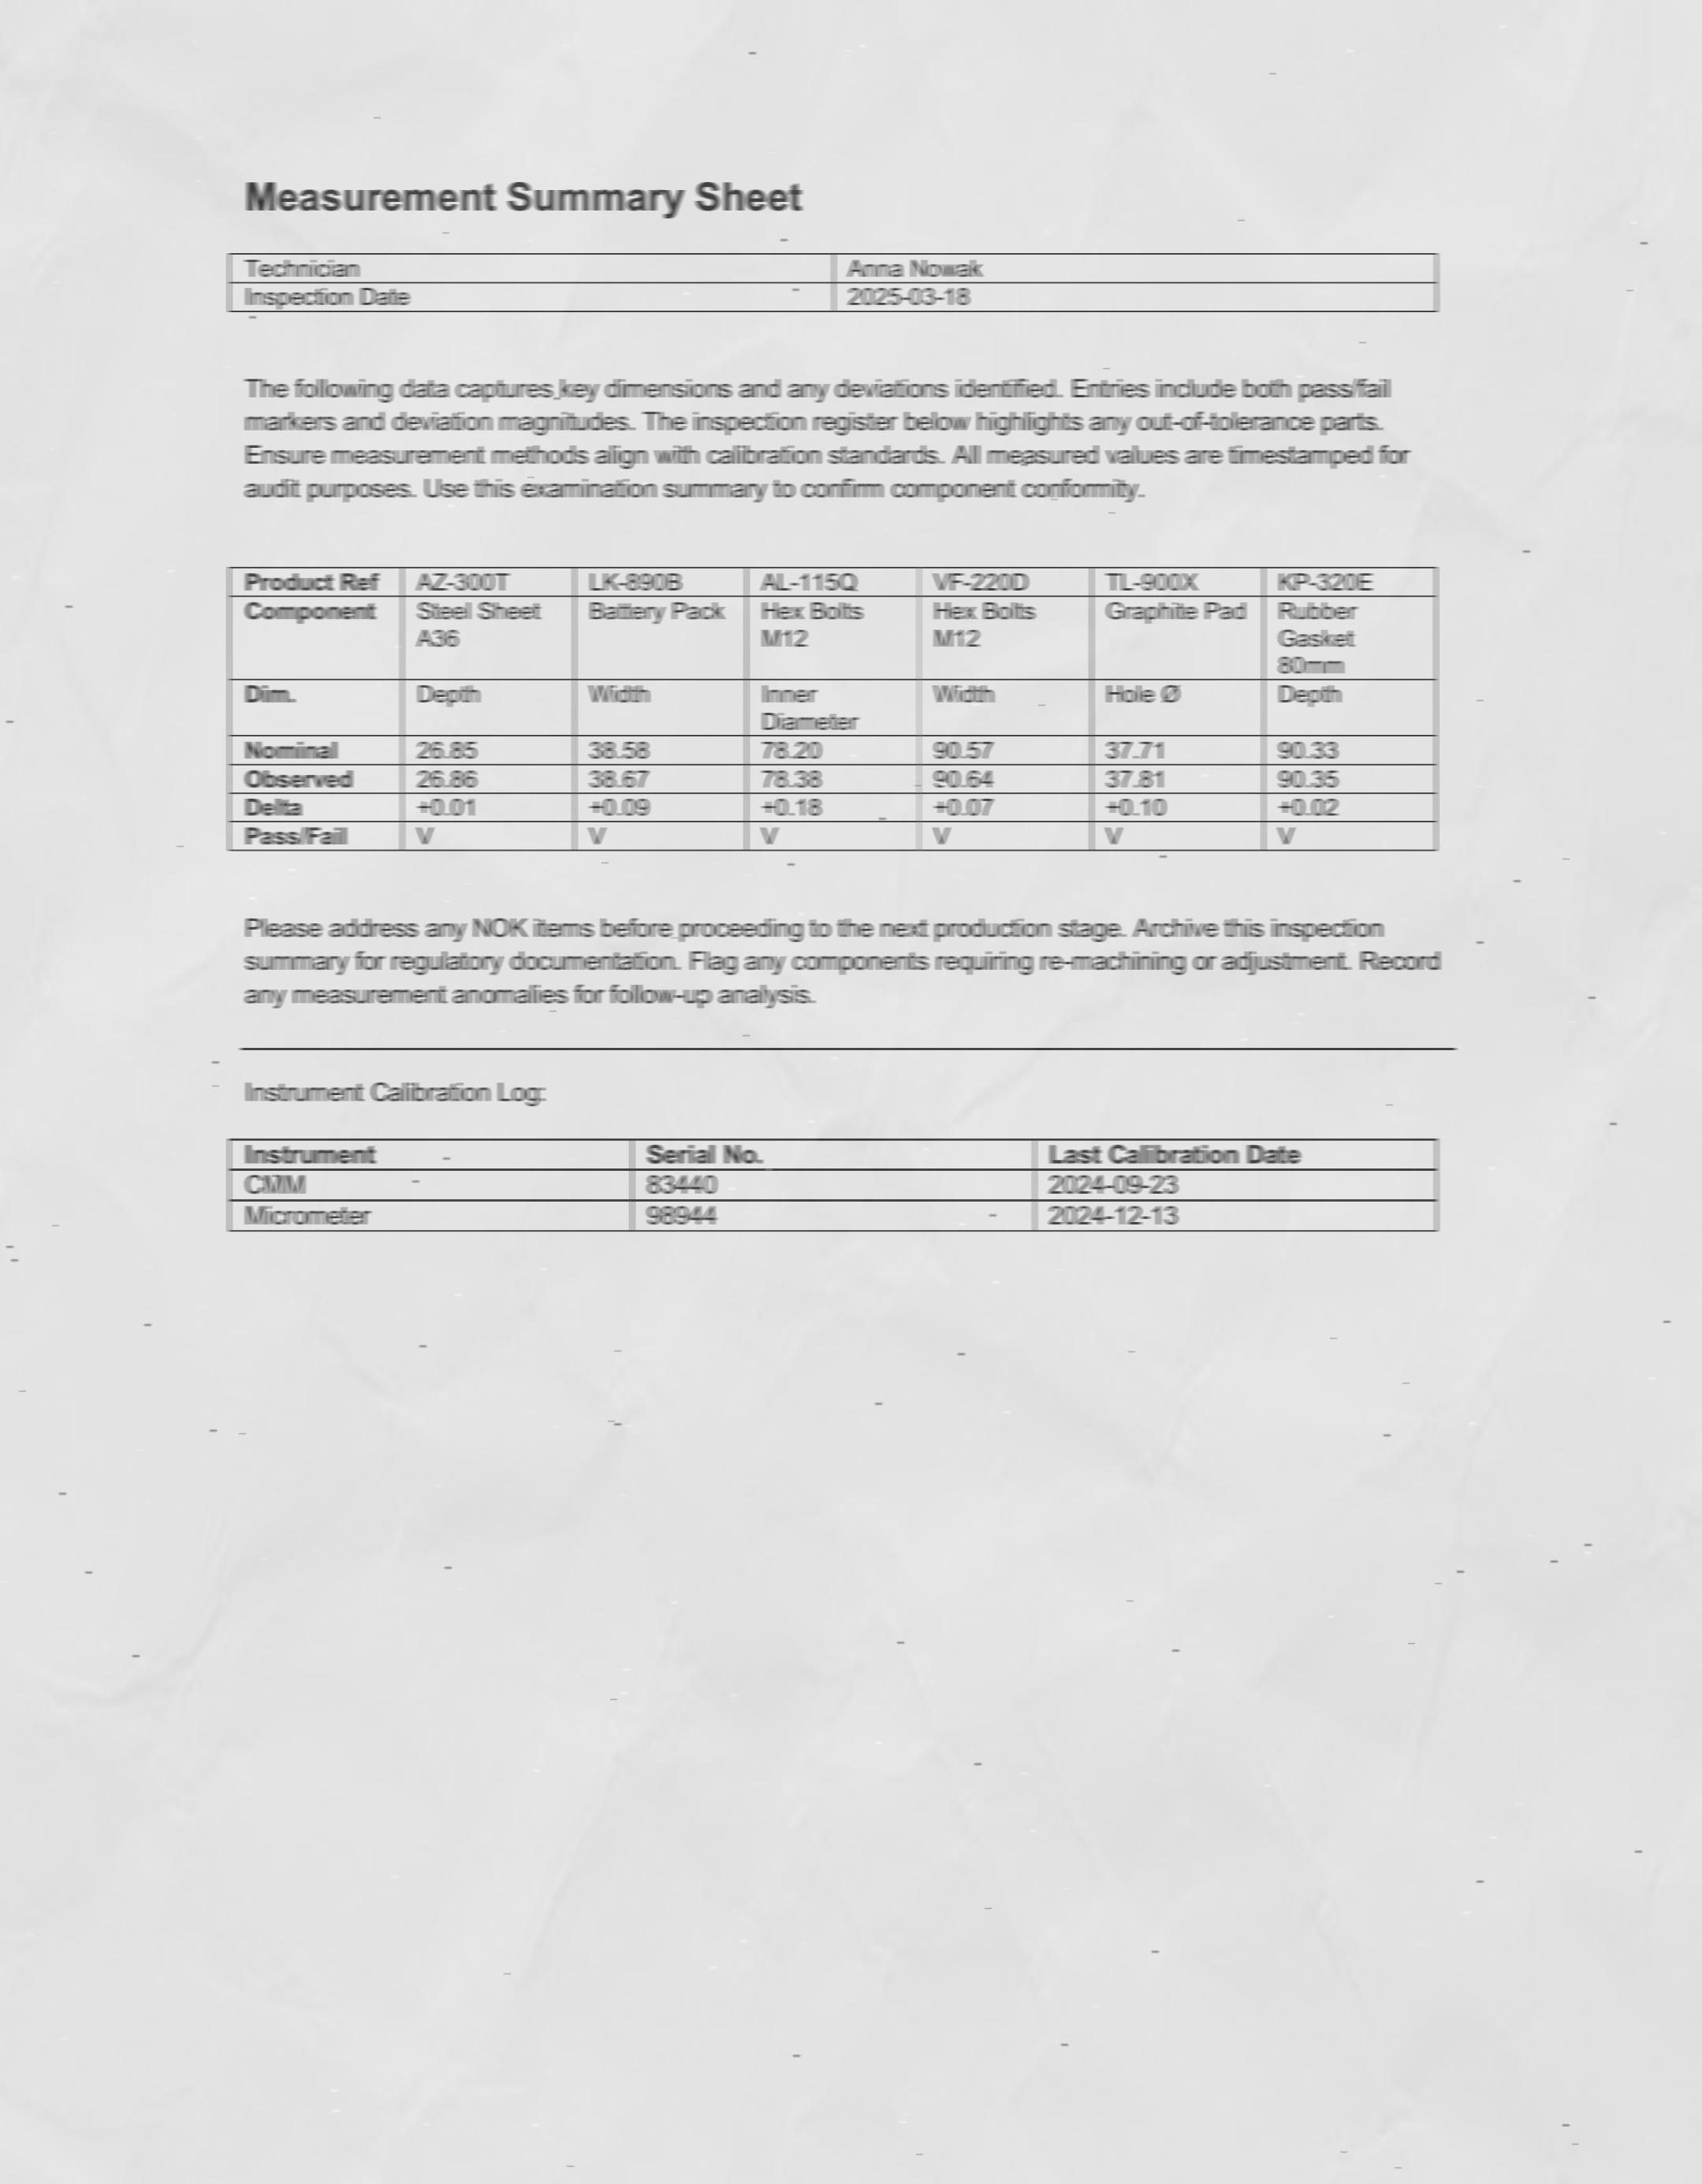 Measurement Summary Sheet
Technician Anna Nowak
Inspection Date 2025-03-18
The following data captures key dimensions and any deviations identified. Entries include both pass/fail
markers and deviation magnitudes. The inspection register below highlights any out-of-tolerance parts.
Ensure measurement methods align with calibration standards. All measured values are timestamped for
audit purposes. Use this examination summary to confirm component conformity.
Product Ref AZ-300T LK-890B AL-115Q VF-220D TL-900X KP-320E
Component Steel Sheet Battery Pack Hex Bolts Hex Bolts Graphite Pad Rubber
A36 M12 M12 Gasket
80mm
Dim. Depth Width Inner Width Hole Ø Depth
Diameter
Nominal 26.85 38.58 78.20 90.57 37.71 90.33
Observed 26.86 38.67 78.38 90.64 37.81 90.35
Delta +0.01 +0.09 +0.18 +0.07 +0.10 +0.02
Pass/Fail V V V V V V
Please address any NOK items before proceeding to the next production stage. Archive this inspection
summary for regulatory documentation. Flag any components requiring re-machining or adjustment. Record
any measurement anomalies for follow-up analysis.
Instrument Calibration Log:
Instrument Serial No. Last Calibration Date
CMM 83440 2024-09-23
Micrometer 98944 2024-12-13